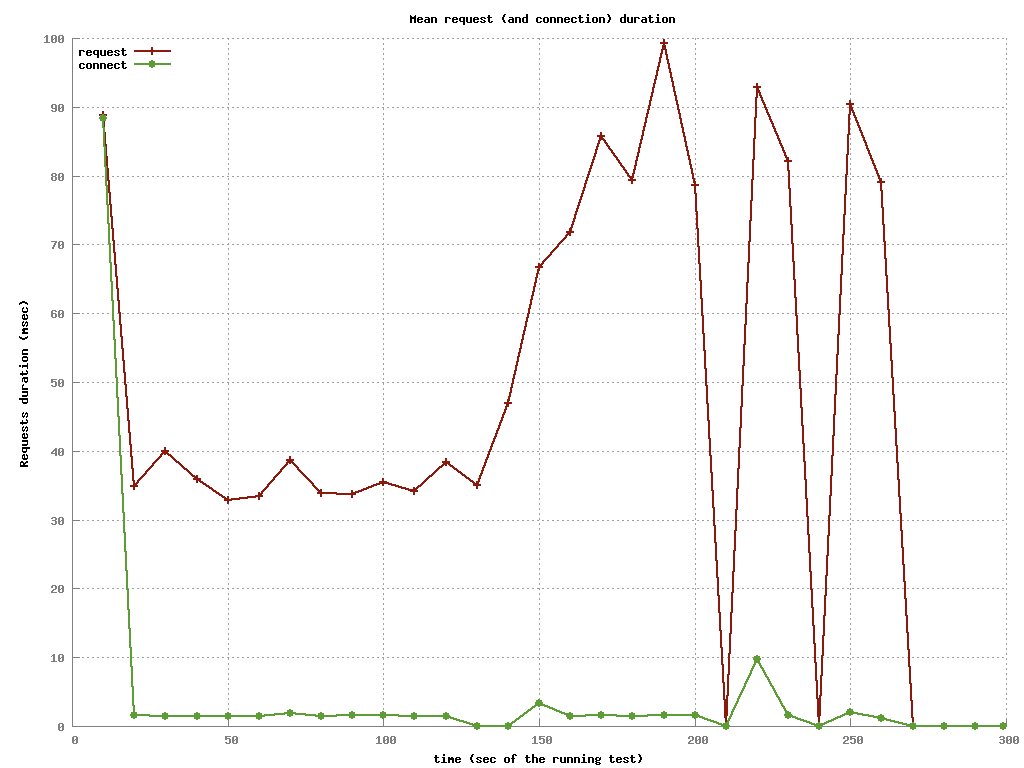 Mean request (and connection) duration
request
connect
100
90
80
70
60
50
40
30
20
10
0
Requests duration (msec)
0 50 100 150 200 250 300
time (sec of the running test)